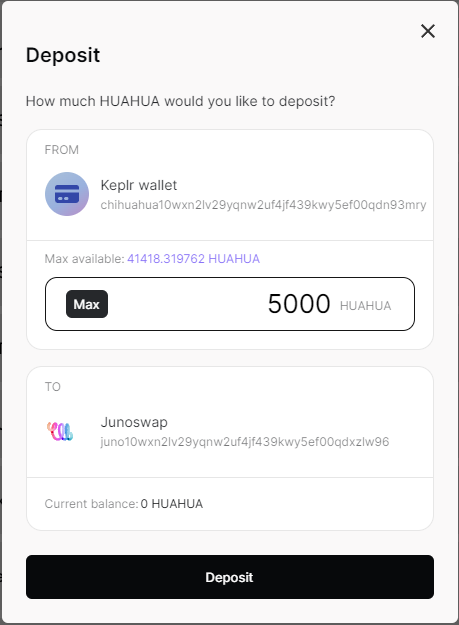 Deposit
How much HUAHUA would you like to deposit?
FROM
Keplr wallet
chihuahua10wxn2lv29yqnw2uf4jf439kwy5ef00qdn93mry
Max available: 41418.319762 HUAHUA
Max 5000 HUAHUA
TO
Junoswap
juno10wxn2lv29yqnw2uf4jf439kwy5ef00qdxzlw96
Current balance: 0 HUAHUA
Deposit